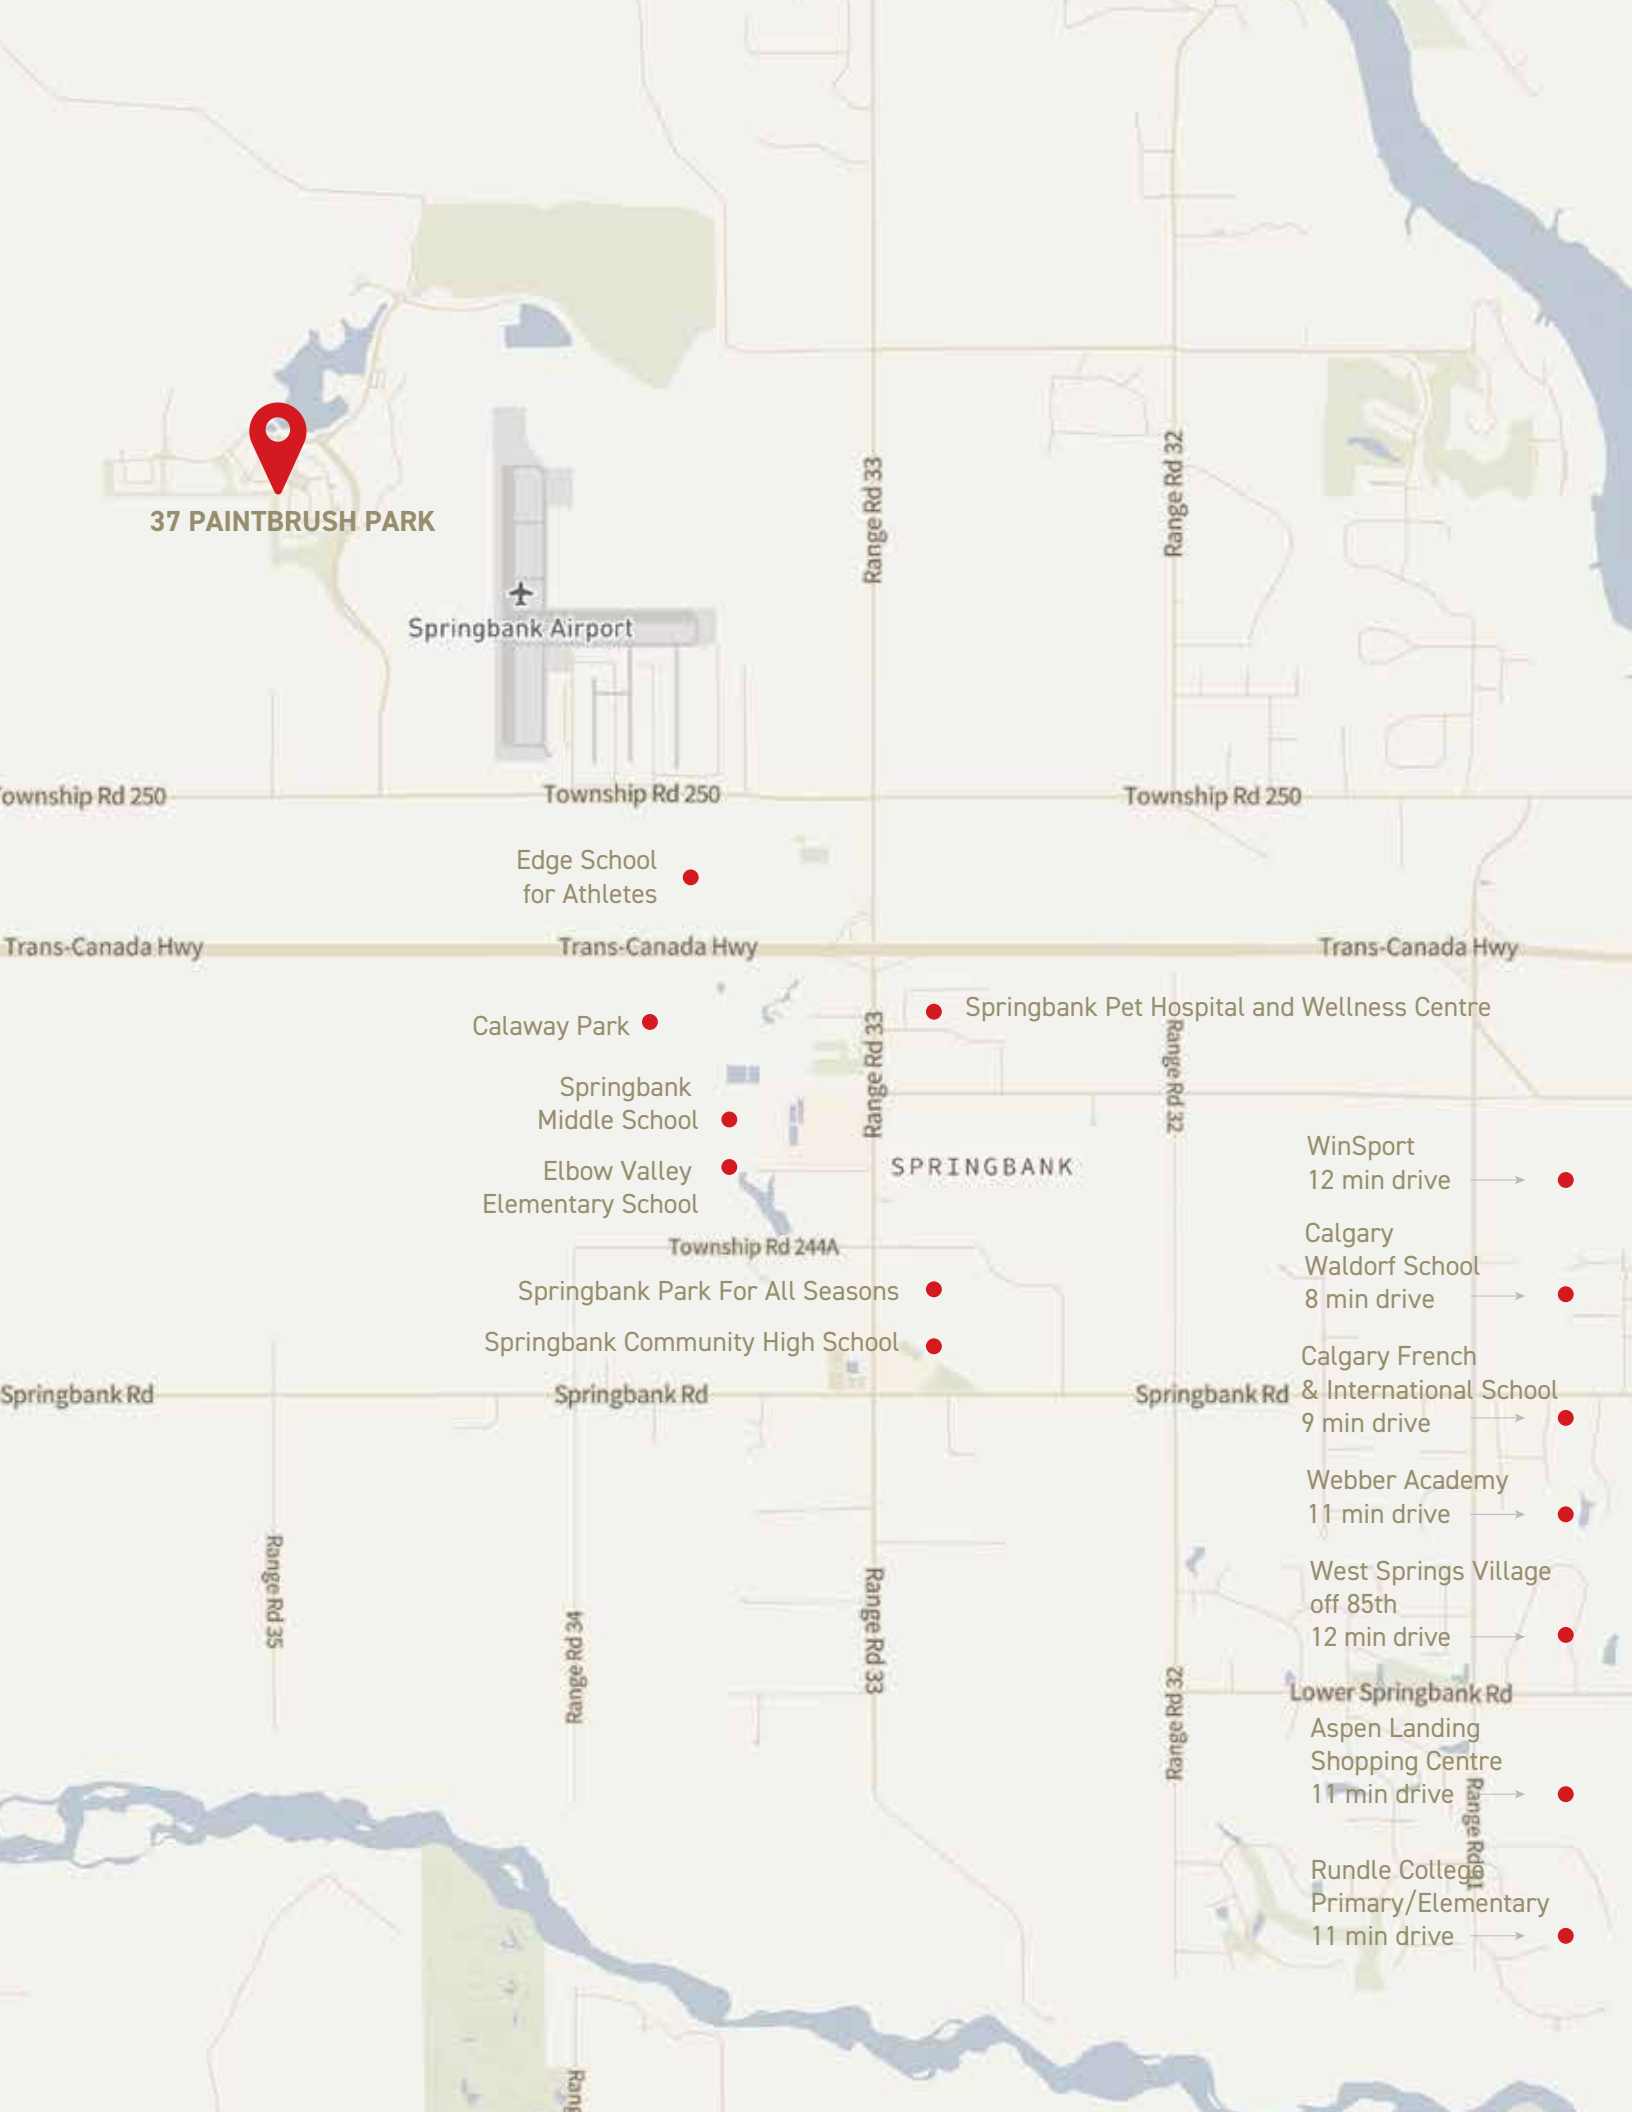 Range Rd 32
Range Rd 33
37 PAINTBRUSH PARK
Springbank Airport
ownship Rd 250
Township Rd 250
Township Rd 250
Edge School
for Athletes
Trans-Canada Hwy
Trans-Canada Hwy
Trans-Canada Hwy
Calaway Park
Springbank Pet Hospital and Wellness Centre
Range Rd 33
Range Rd 32
Springbank
Middle School
Elbow Valley
Elementary School
SPRINGBANK
WinSport
12 min drive
Township Rd 244A
Calgary
Waldorf School
8 min drive
Springbank Park For All Seasons
Springbank Community High School
Calgary French
& International School
9 min drive
Springbank Rd
Springbank Rd
Springbank Rd
Webber Academy
11 min drive
Range Rd 35
Range Rd 34
Range Rd 33
Range Rd 32
West Springs Village
off 85th
12 min drive
Lower Springbank Rd
Aspen Landing
Shopping Centre
11 min drive
Range Rd 31
Rundle College
Primary/Elementary
11 min drive
Rang